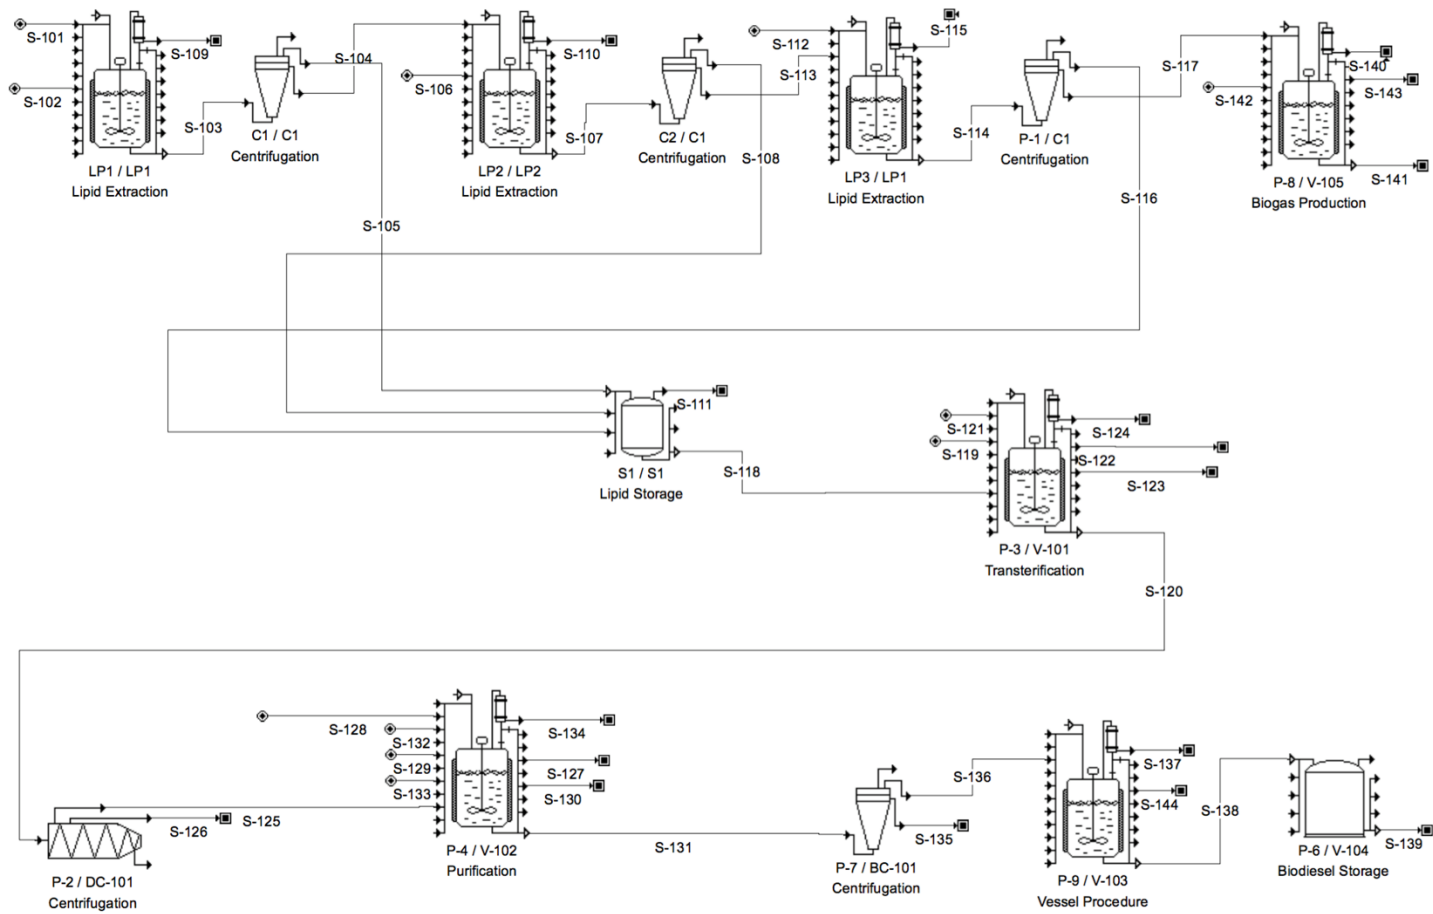 S-101
S-109
S-102
S-103
LP1 / LP1
Lipid Extraction
C1 / C1
Centrifugation
S-104
S-105
S-106
S-110
S-107
LP2 / LP2
Lipid Extraction
C2 / C1
Centrifugation
S-108
S-112
S-113
S-115
S-114
LP3 / LP1
Lipid Extraction
P-1 / C1
Centrifugation
S-116
S-117
S-142
S-140
S-143
S-141
P-8 / V-105
Biogas Production
S-111
S1 / S1
Lipid Storage
S-118
S-121
S-119
S-124
S-122
S-123
P-3 / V-101
Transterification
S-120
S-128
S-132
S-129
S-133
S-134
S-127
S-130
S-126
S-125
P-2 / DC-101
Centrifugation
P-4 / V-102
Purification
S-131
S-136
S-135
P-7 / BC-101
Centrifugation
S-137
S-144
S-138
P-9 / V-103
Vessel Procedure
P-6 / V-104
Biodiesel Storage
S-139